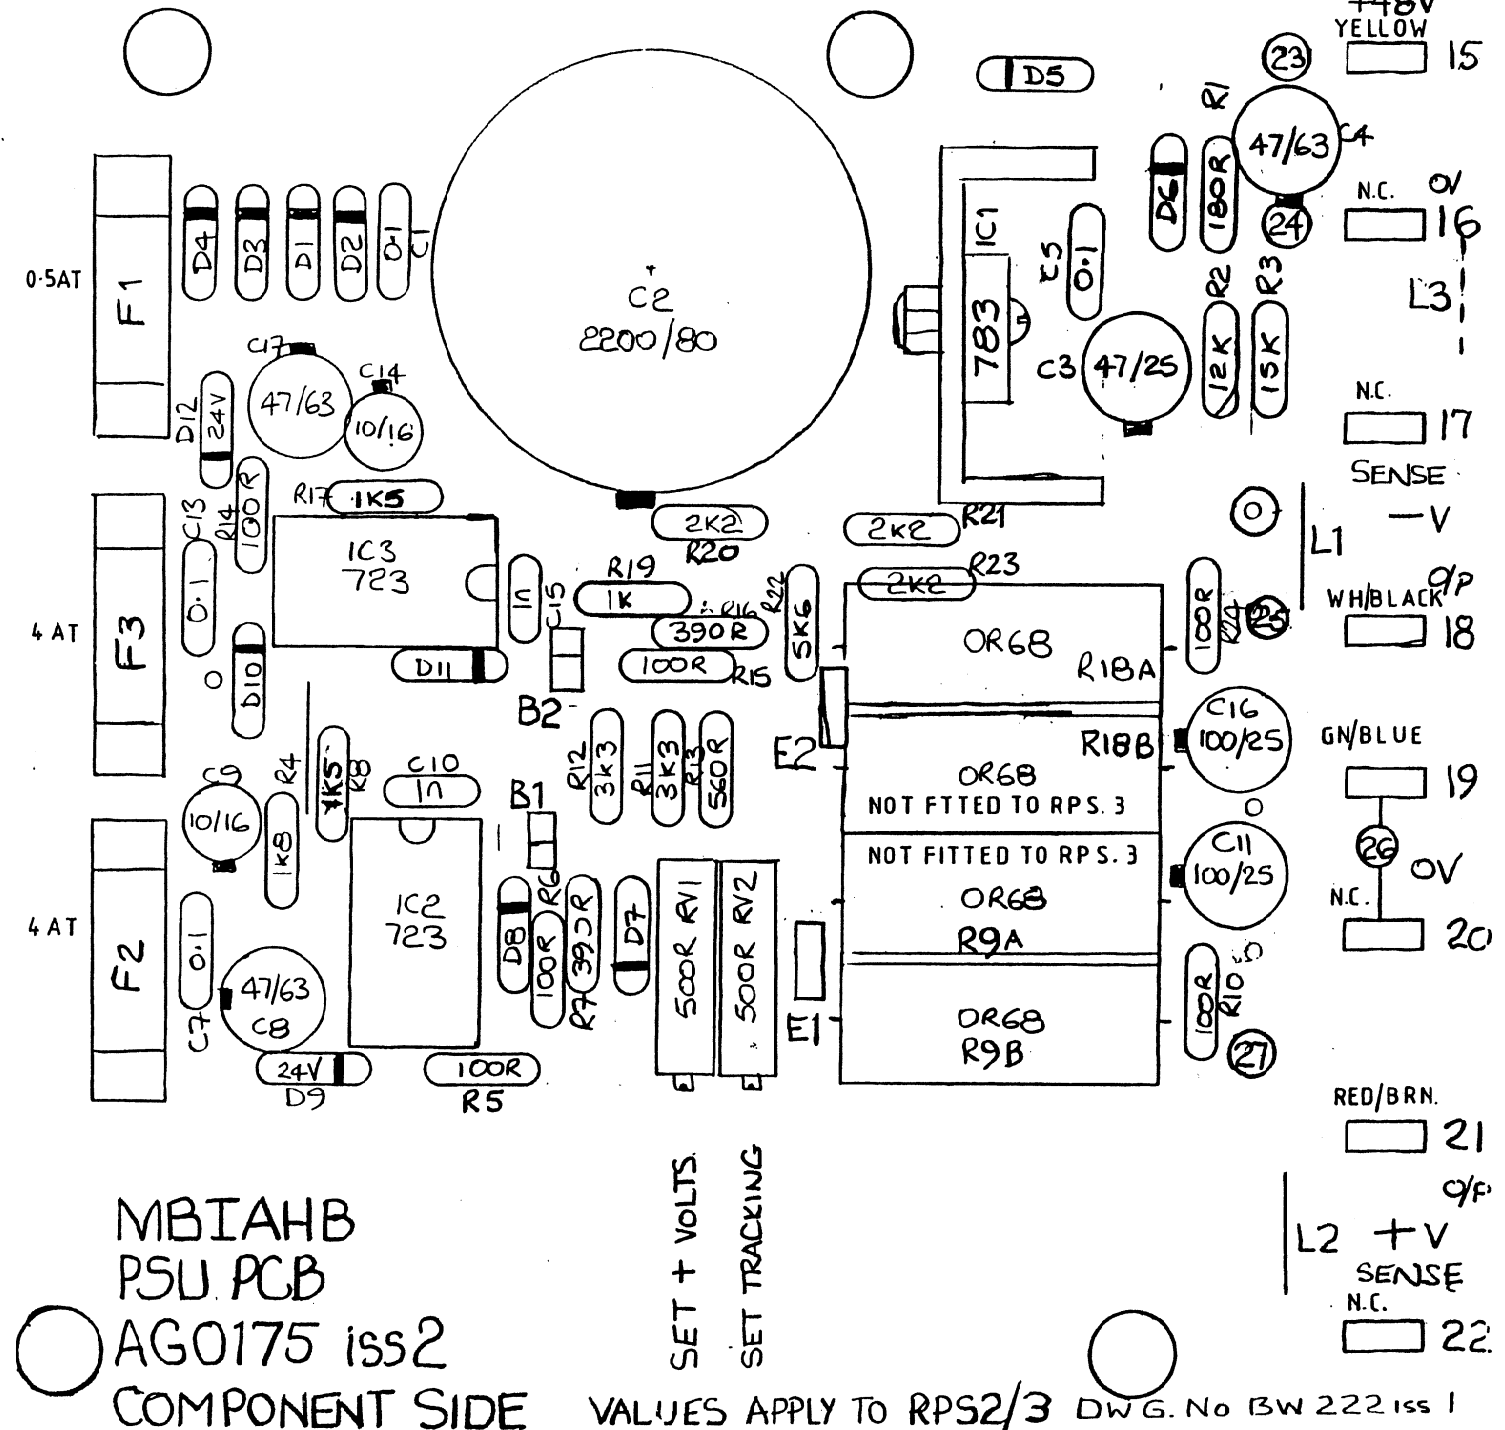 +48V
YELLOW
15
23
D5
R1
47/63
C4
D6
180R
24
N.C.
0V
16
D4
D3
D1
D2
0.1
C1
0.5AT
F1
C2
2200/80
IC1
783
C5
0.1
R2
R3
L3
C17
47/63
C14
10/16
C3
47/25
12K
15K
D12
24V
N.C.
17
SENSE
-V
R17
1K5
C13
R14
100R
2K2
R20
2K2
R21
L1
IC3
723
1n
C15
R19
1K
R22
5K6
2K2
R23
0.1
4 AT
F3
R16
390R
100R
R15
OR68
R18A
100R
R24
25
O/P
WH/BLACK
18
D10
D11
B2
E2
R18B
C16
100/25
GN/BLUE
19
R12
3K3
R11
3K3
R13
560R
OR68
NOT FTTED TO RPS. 3
C9
10/16
R4
1K8
1K5
K8
C10
1n
B1
NOT FITTED TO RPS. 3
C11
100/25
26
0V
N.C.
20
4 AT
F2
IC2
723
D8
R6
100R
390R
R7
D7
500R RV1
500R RV2
OR68
R9A
0.1
C7
47/63
C8
E1
OR68
R9B
100R
R10
27
24V
D9
100R
R5
RED/BRN.
21
O/P
L2
+V
SENSE
N.C.
22
SET + VOLTS.
SET TRACKING
MBIAHB
PSU PCB
AG0175 iss2
COMPONENT SIDE
VALUES APPLY TO RPS2/3
DWG. No BW 222 iss 1